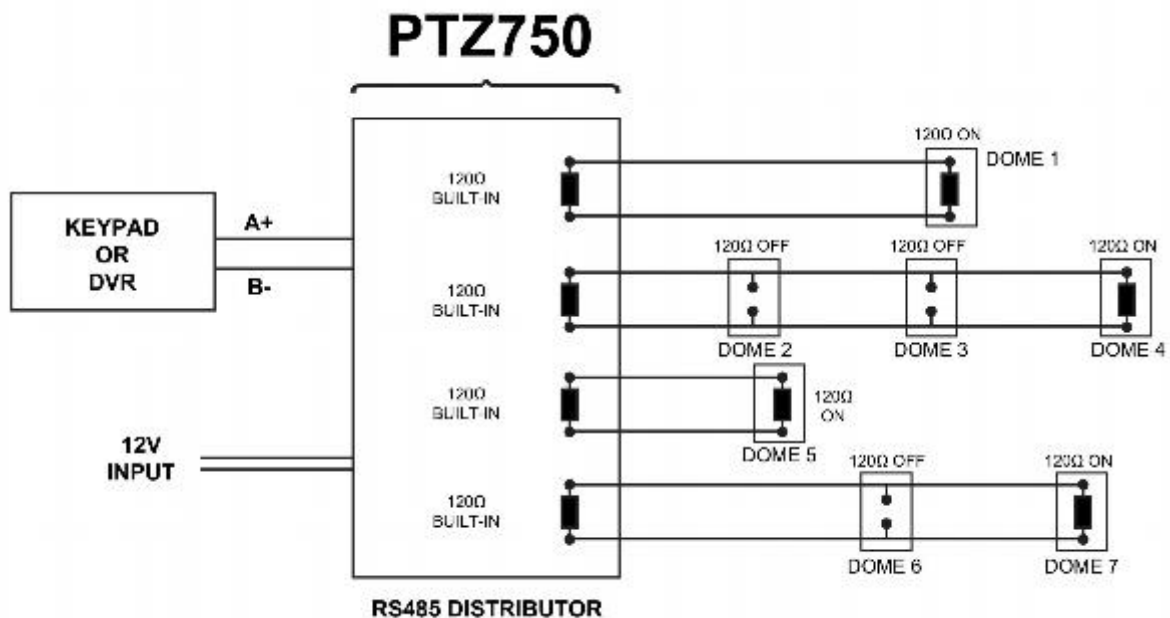 PTZ750
120Ω ON
DOME 1
120Ω
BUILT-IN
KEYPAD
OR
DVR
A+
B-
120Ω OFF
120Ω OFF
120Ω ON
120Ω
BUILT-IN
DOME 2
DOME 3
DOME 4
120Ω
BUILT-IN
120Ω
ON
DOME 5
12V
INPUT
120Ω OFF
120Ω ON
120Ω
BUILT-IN
DOME 6
DOME 7
RS485 DISTRIBUTOR